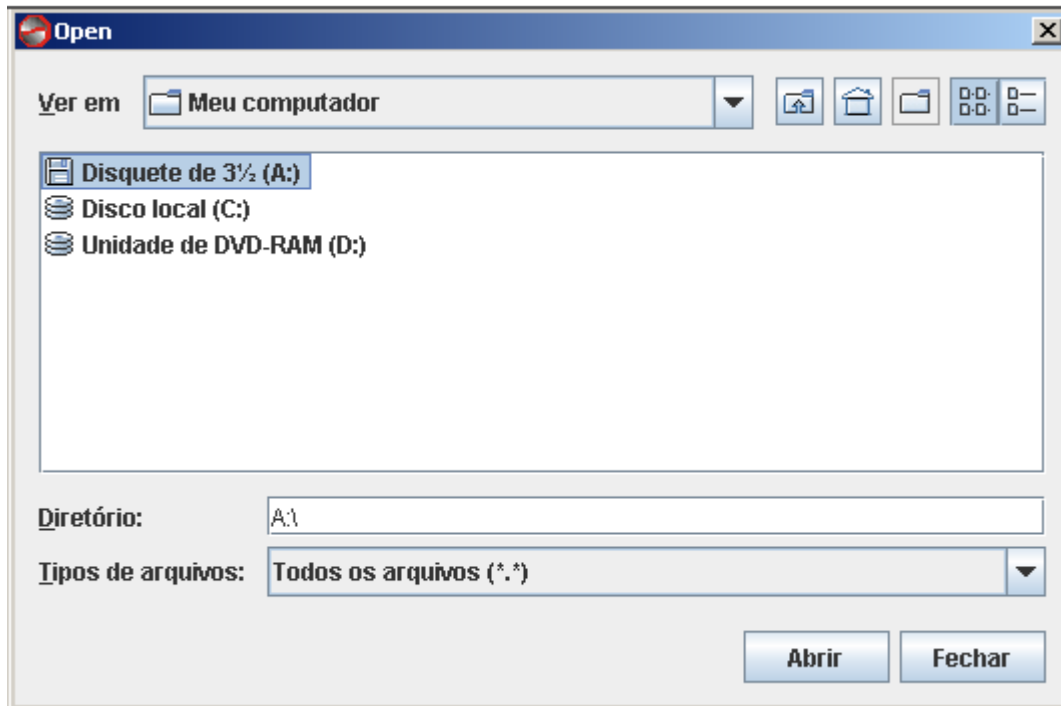 Open
Ver em Meu computador
Disquete de 3½ (A:)
Disco local (C:)
Unidade de DVD-RAM (D:)
Diretório: A:\
Tipos de arquivos: Todos os arquivos (*.*)
Abrir Fechar